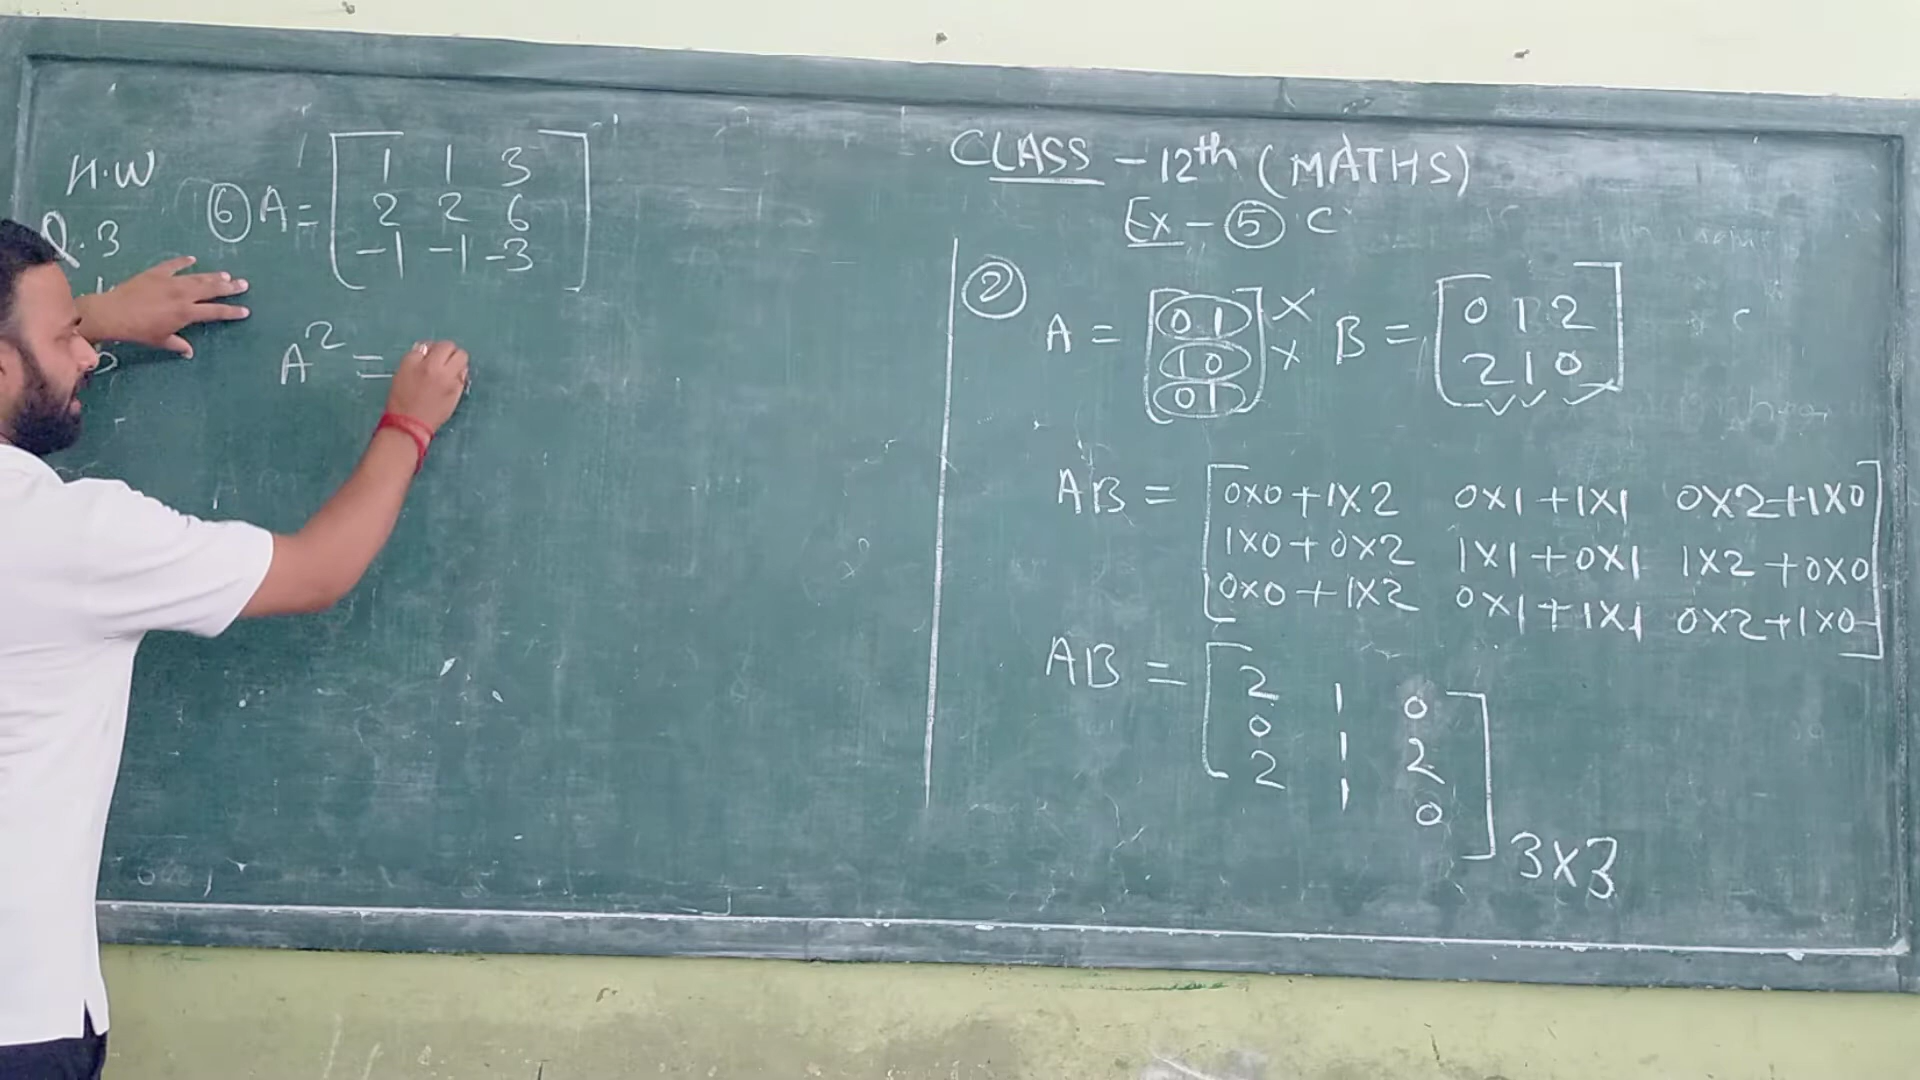 CLASS - 12th (MATHS)
Ex - 5 C
H.W
Q.3
6 A = [1 1 3
2 2 6
-1 -1 -3]
A² =
2 A = [0 1
1 0
0 1] × × B = [0 1 2
2 1 0]
AB = [0×0+1×2 0×1+1×1 0×2+1×0
1×0+0×2 1×1+0×1 1×2+0×0
0×0+1×2 0×1+1×1 0×2+1×0]
AB = [2 1 0
0 1 2
2 1 0] 3×3